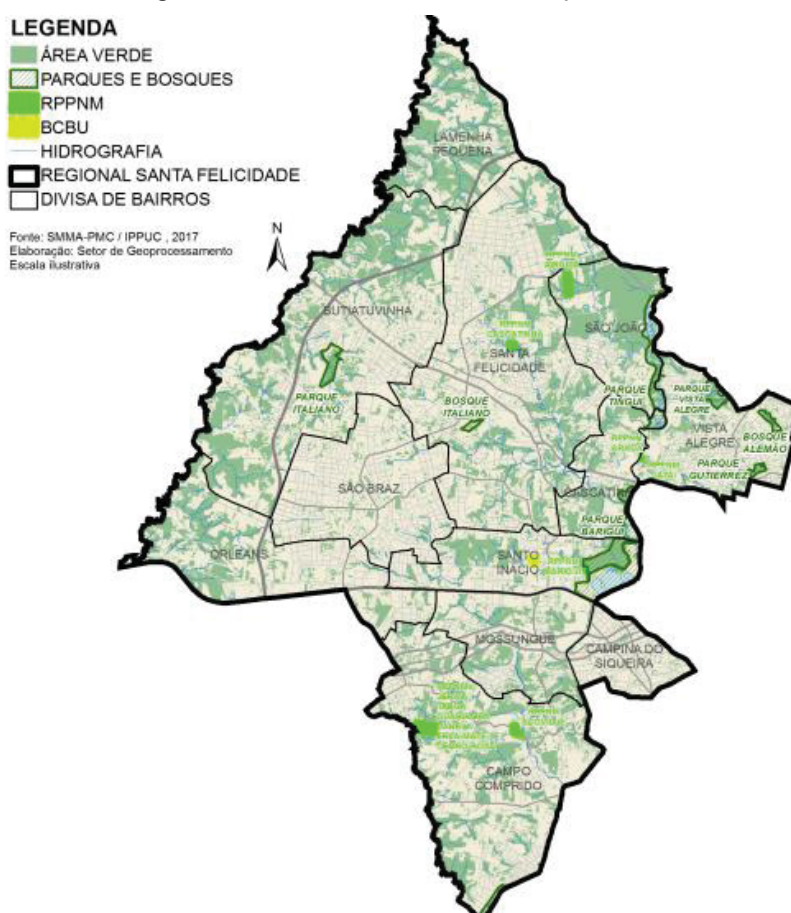 LEGENDA
ÁREA VERDE
PARQUES E BOSQUES
RPPNM
BCBU
HIDROGRAFIA
REGIONAL SANTA FELICIDADE
DIVISA DE BAIRROS
Fonte: SMMA-PMC / IPPUC , 2017
Elaboração: Setor de Geoprocessamento
Escala ilustrativa
N
LAMENHA
PEQUENA
BUTIATUVINHA
SÃO JOÃO
SANTA
FELICIDADE
PARQUE
ITALIANO
BOSQUE
ITALIANO
PARQUE
TINGUI
PARQUE
VISTA
ALEGRE
VISTA
ALEGRE
BOSQUE
ALEMÃO
PARQUE
GUTIERREZ
SÃO BRAZ
CASCATINHA
PARQUE
BARIGUI
ORLEANS
SANTO
INÁCIO
MOSSUNGUÊ
CAMPINA DO
SIQUEIRA
CAMPO
COMPRIDO